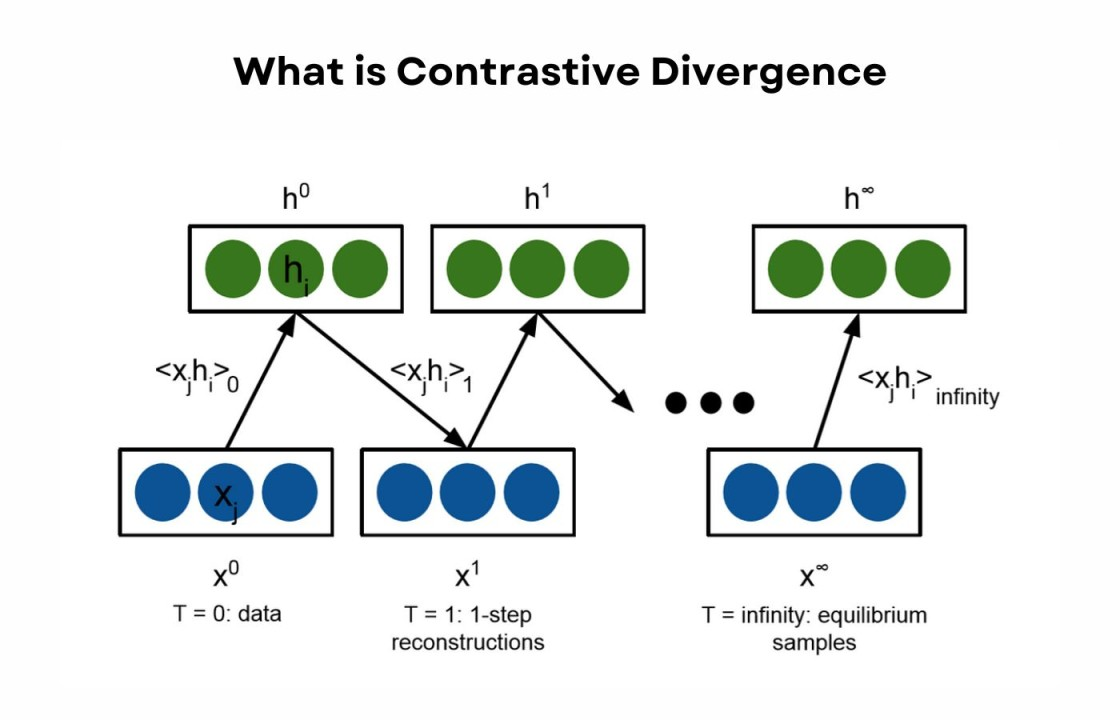 What is Contrastive Divergence
h⁰ h¹ h^∞
hᵢ
<xⱼhᵢ>₀ <xⱼhᵢ>₁ <xⱼhᵢ> infinity
xⱼ
x⁰ x¹ x^∞
T = 0: data T = 1: 1-step T = infinity: equilibrium
reconstructions samples